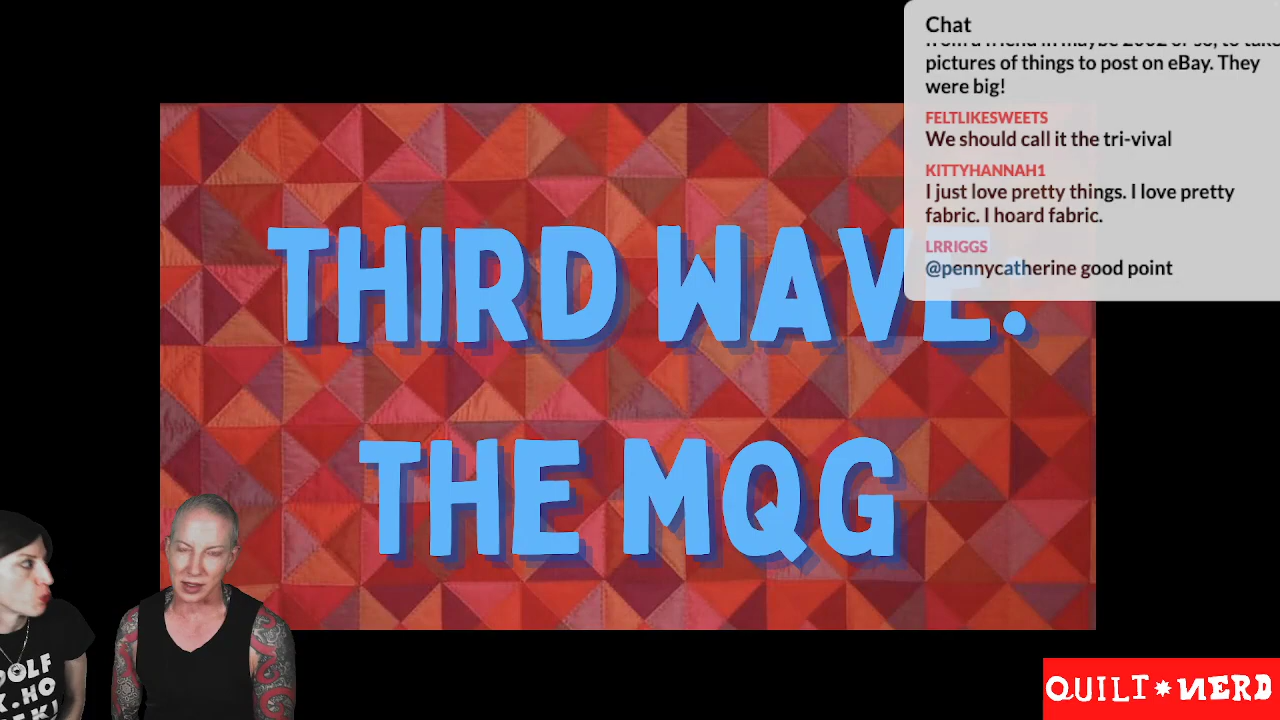 Chat
pictures of things to post on eBay. They
were big!
FELTLIKESWEETS
We should call it the tri-vival
KITTYHANNAH1
I just love pretty things. I love pretty
fabric. I hoard fabric.
LRRIGGS
@pennycatherine good point
THIRD WAVE:
THE MQG
QUILT*NERD